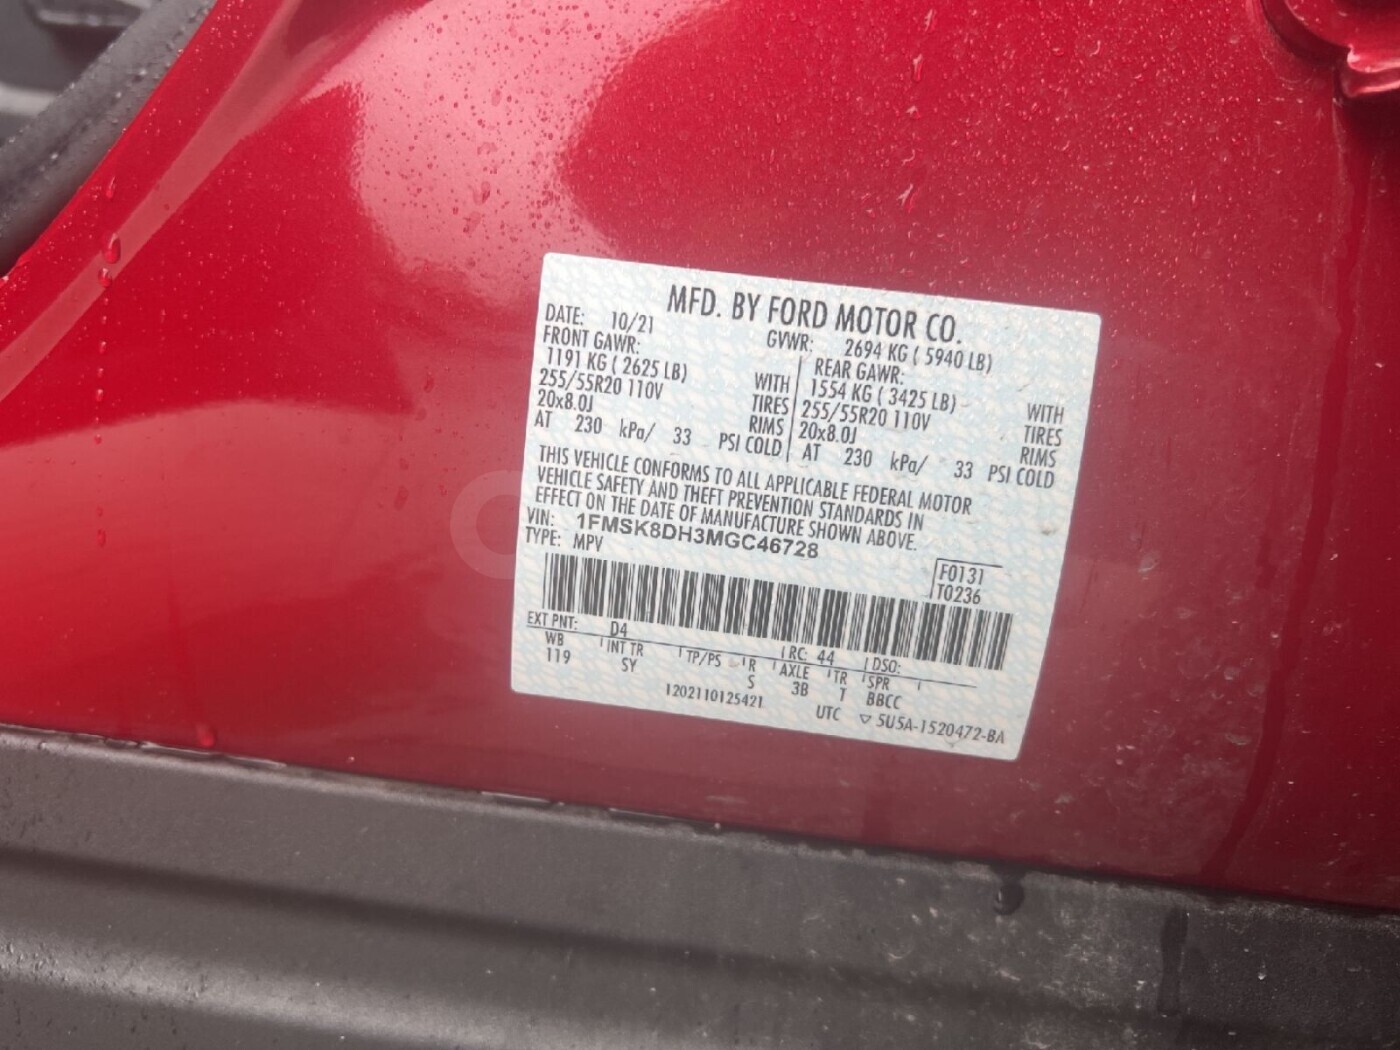 MFD. BY FORD MOTOR CO.
DATE: 10/21 GVWR: 2694 KG ( 5940 LB)
FRONT GAWR: REAR GAWR:
1191 KG ( 2625 LB) WITH 1554 KG ( 3425 LB) WITH
255/55R20 110V TIRES 255/55R20 110V TIRES
20x8.0J RIMS 20x8.0J RIMS
AT 230 kPa/ 33 PSI COLD AT 230 kPa/ 33 PSI COLD
THIS VEHICLE CONFORMS TO ALL APPLICABLE FEDERAL MOTOR
VEHICLE SAFETY AND THEFT PREVENTION STANDARDS IN
EFFECT ON THE DATE OF MANUFACTURE SHOWN ABOVE.
VIN: 1FMSK8DH3MGC46728
TYPE: MPV
F0131
T0236
EXT PNT: D4 RC: 44 DSO:
WB INT TR TP/PS R AXLE TR SPR
119 SY S 3B T BBCC
1202110125421 UTC ▽ 5U5A-1520472-BA